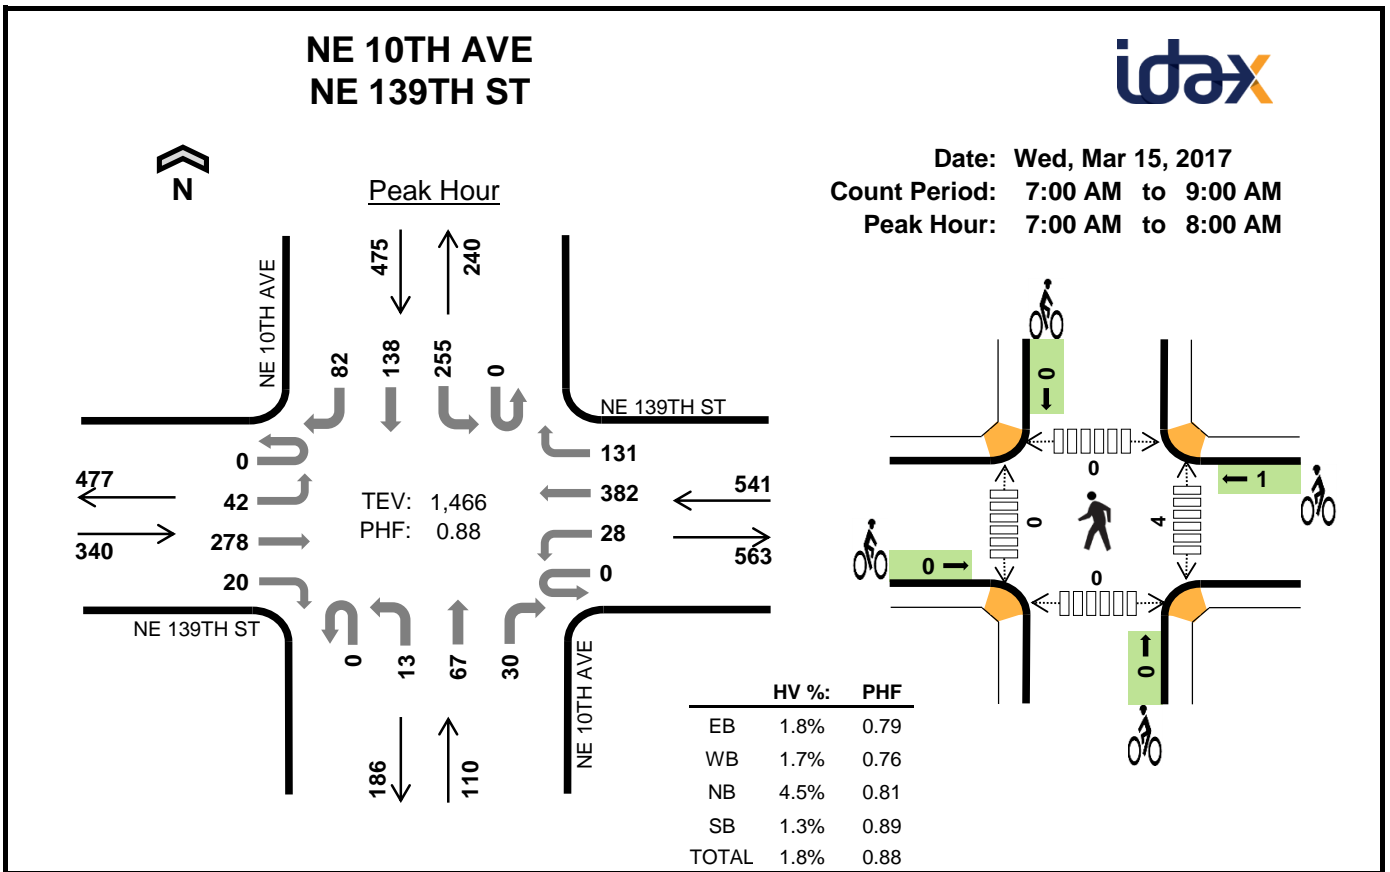 NE 10TH AVE
NE 139TH ST
idax
Date: Wed, Mar 15, 2017
Count Period: 7:00 AM to 9:00 AM
Peak Hour: 7:00 AM to 8:00 AM
N
Peak Hour
475
240
NE 10TH AVE
82
138
255
0
NE 139TH ST
0
131
477
42
TEV: 1,466
382
541
340
278
PHF: 0.88
28
563
20
0
NE 139TH ST
0
13
67
30
NE 10TH AVE
186
110
0
0
1
0
4
0
0
0
HV %: PHF
EB 1.8% 0.79
WB 1.7% 0.76
NB 4.5% 0.81
SB 1.3% 0.89
TOTAL 1.8% 0.88